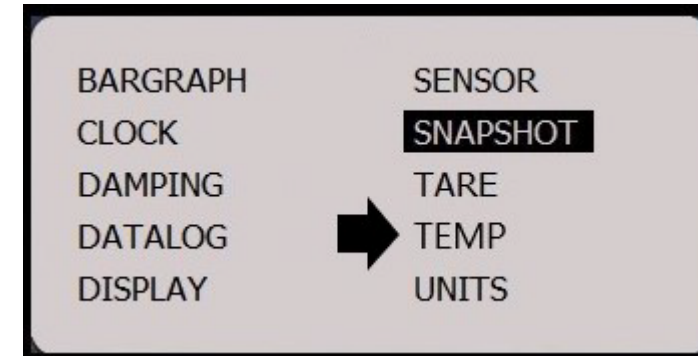 BARGRAPH
CLOCK
DAMPING
DATALOG
DISPLAY
SENSOR
SNAPSHOT
TARE
TEMP
UNITS